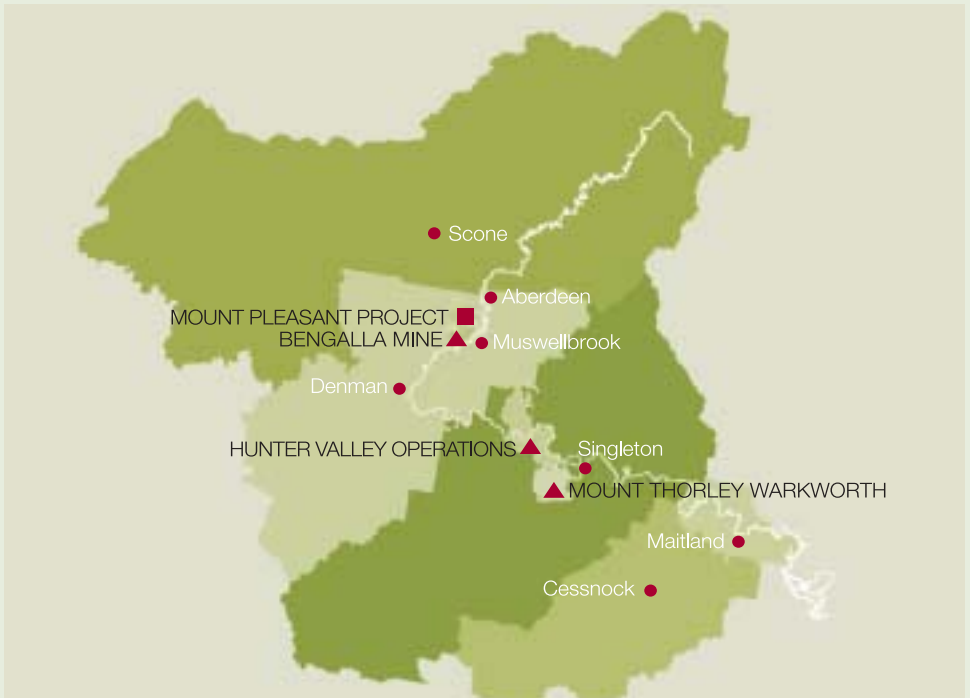 Scone
Aberdeen
MOUNT PLEASANT PROJECT
BENGALLA MINE
Muswellbrook
Denman
HUNTER VALLEY OPERATIONS
Singleton
MOUNT THORLEY WARKWORTH
Maitland
Cessnock